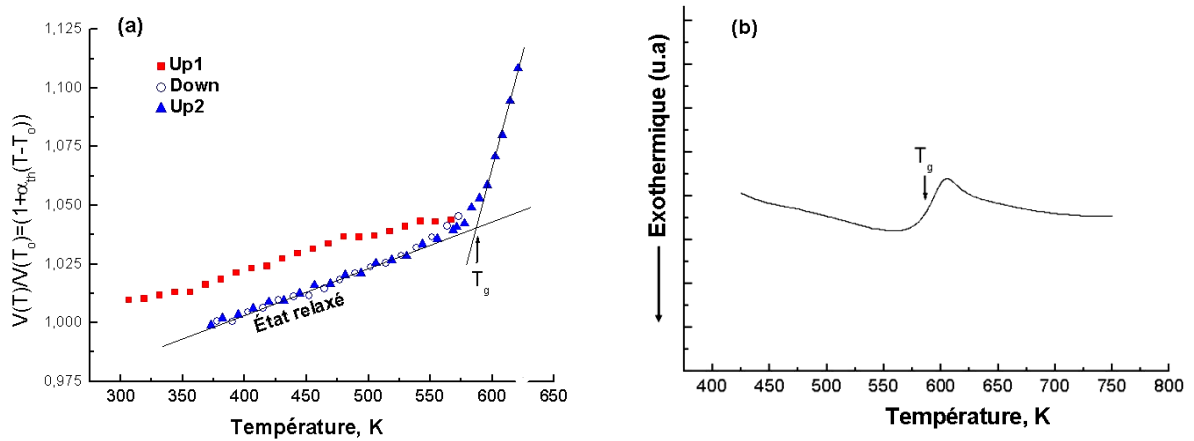 (a)
Up1
Down
Up2
V(T)/V(T₀)=(1+αₜₕ(T-T₀))
1,125
1,100
1,075
1,050
1,025
1,000
0,975
État relaxé
Tg
300 350 400 450 500 550 600 650
Température, K
(b)
Exothermique (u.a)
Tg
400 450 500 550 600 650 700 750 800
Température, K